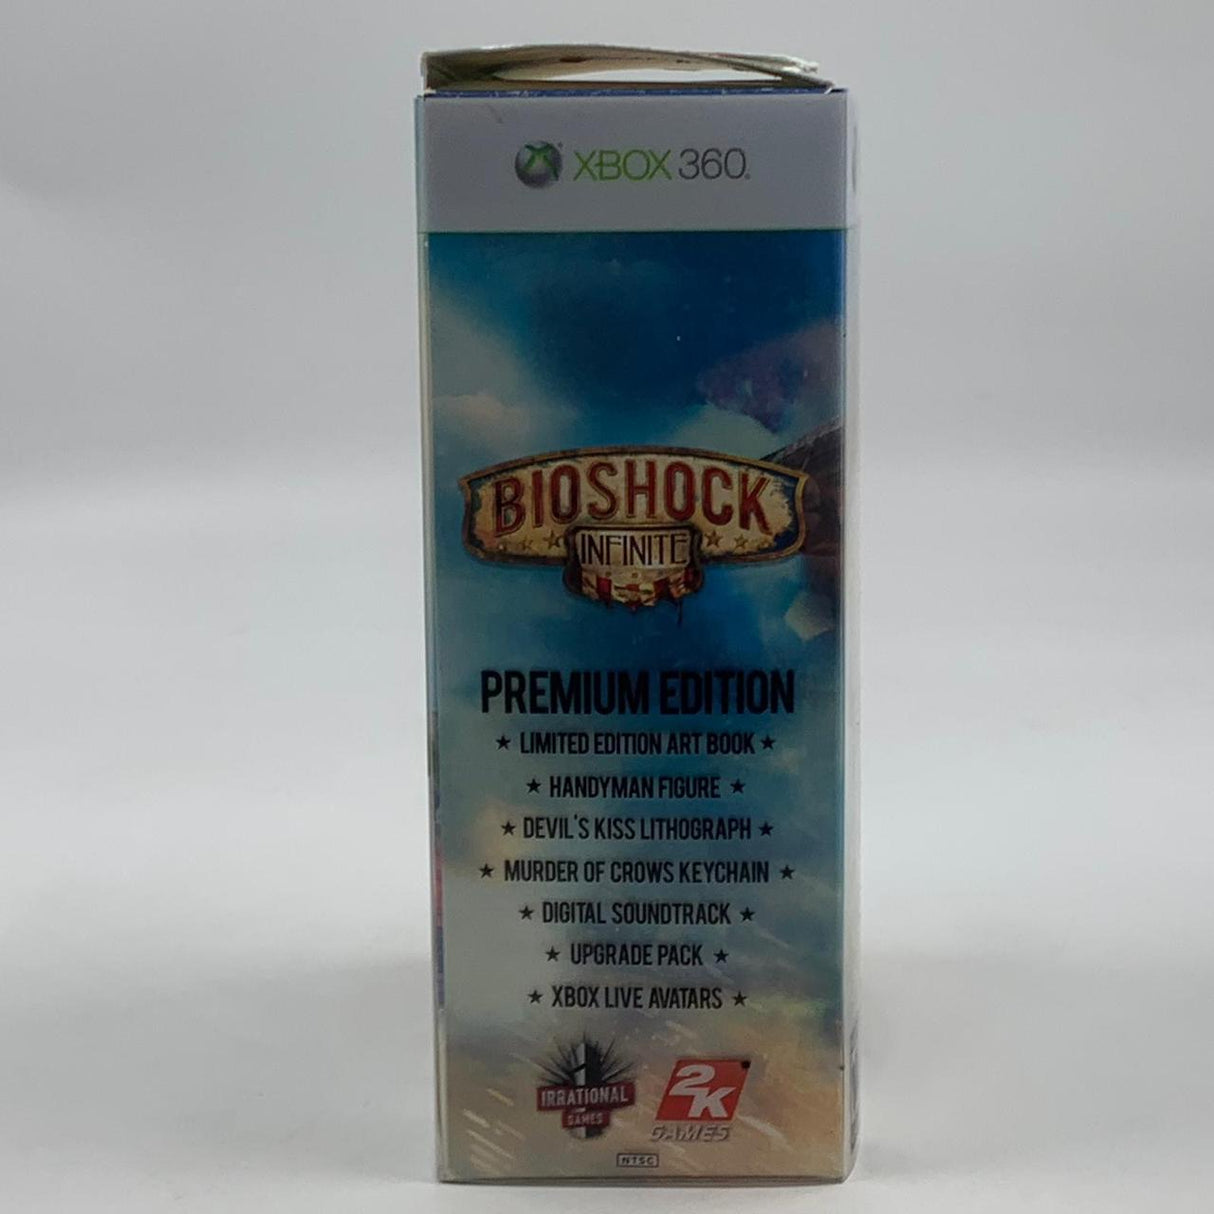 XBOX 360
BIOSHOCK
INFINITE
PREMIUM EDITION
★ LIMITED EDITION ART BOOK ★
★ HANDYMAN FIGURE ★
★ DEVIL'S KISS LITHOGRAPH ★
★ MURDER OF CROWS KEYCHAIN ★
★ DIGITAL SOUNDTRACK ★
★ UPGRADE PACK ★
★ XBOX LIVE AVATARS ★
IRRATIONAL
GAMES
2K
GAMES
NTSC